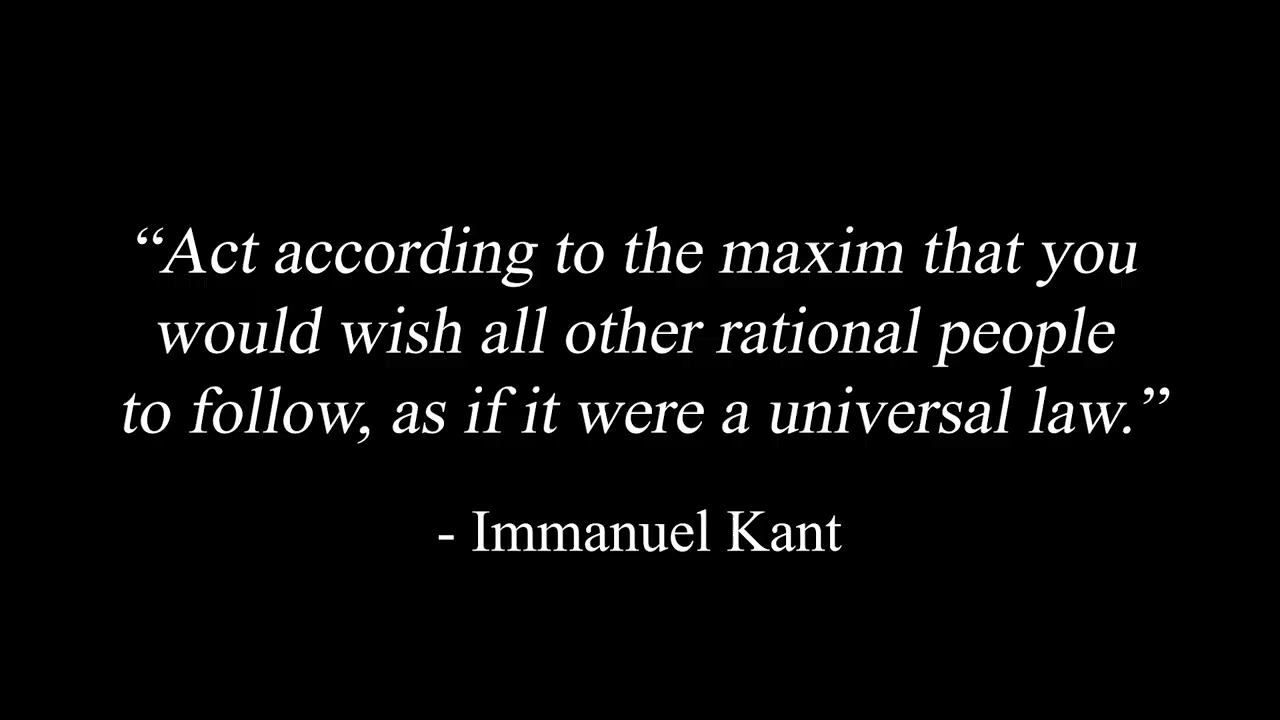 “Act according to the maxim that you
would wish all other rational people
to follow, as if it were a universal law.”
- Immanuel Kant